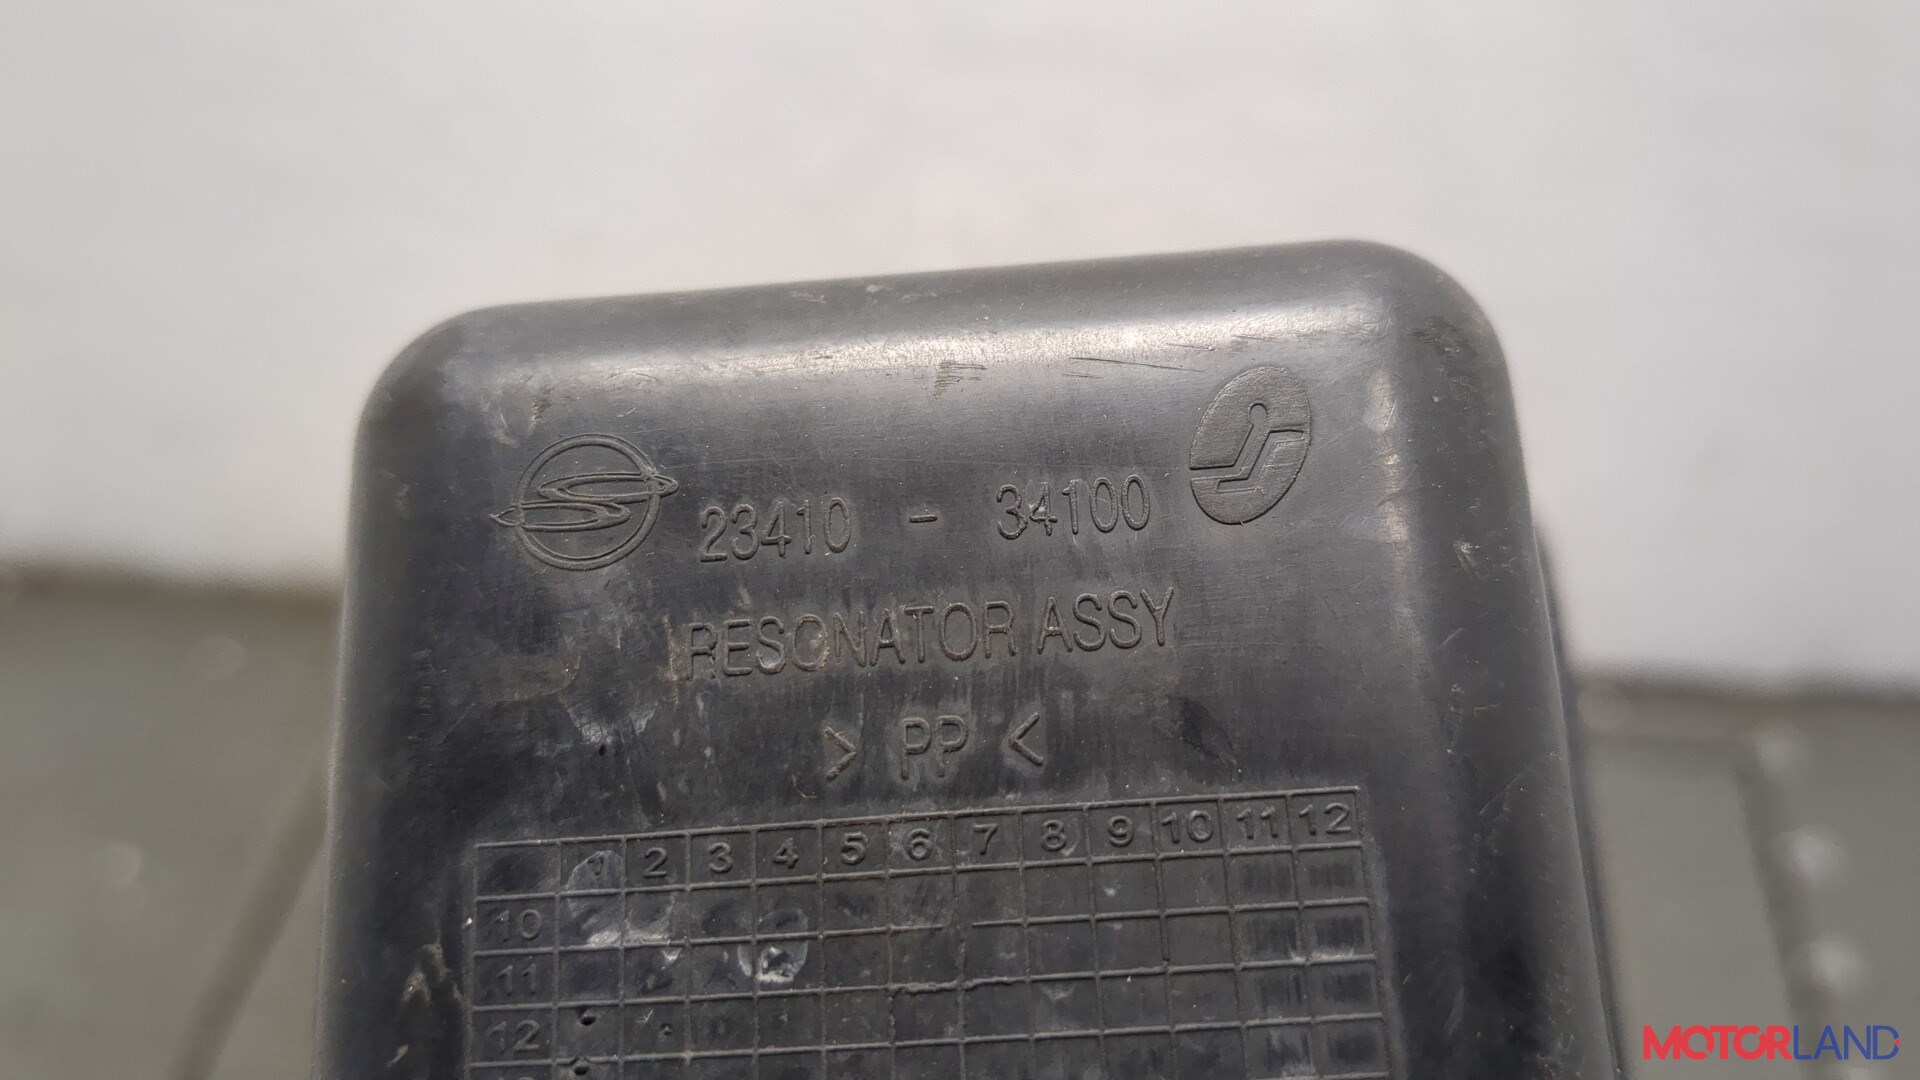 23410 - 34100
RESONATOR ASSY
> PP <
1 2 3 4 5 6 7 8 9 10 11 12
10
11
12
MOTORLAND